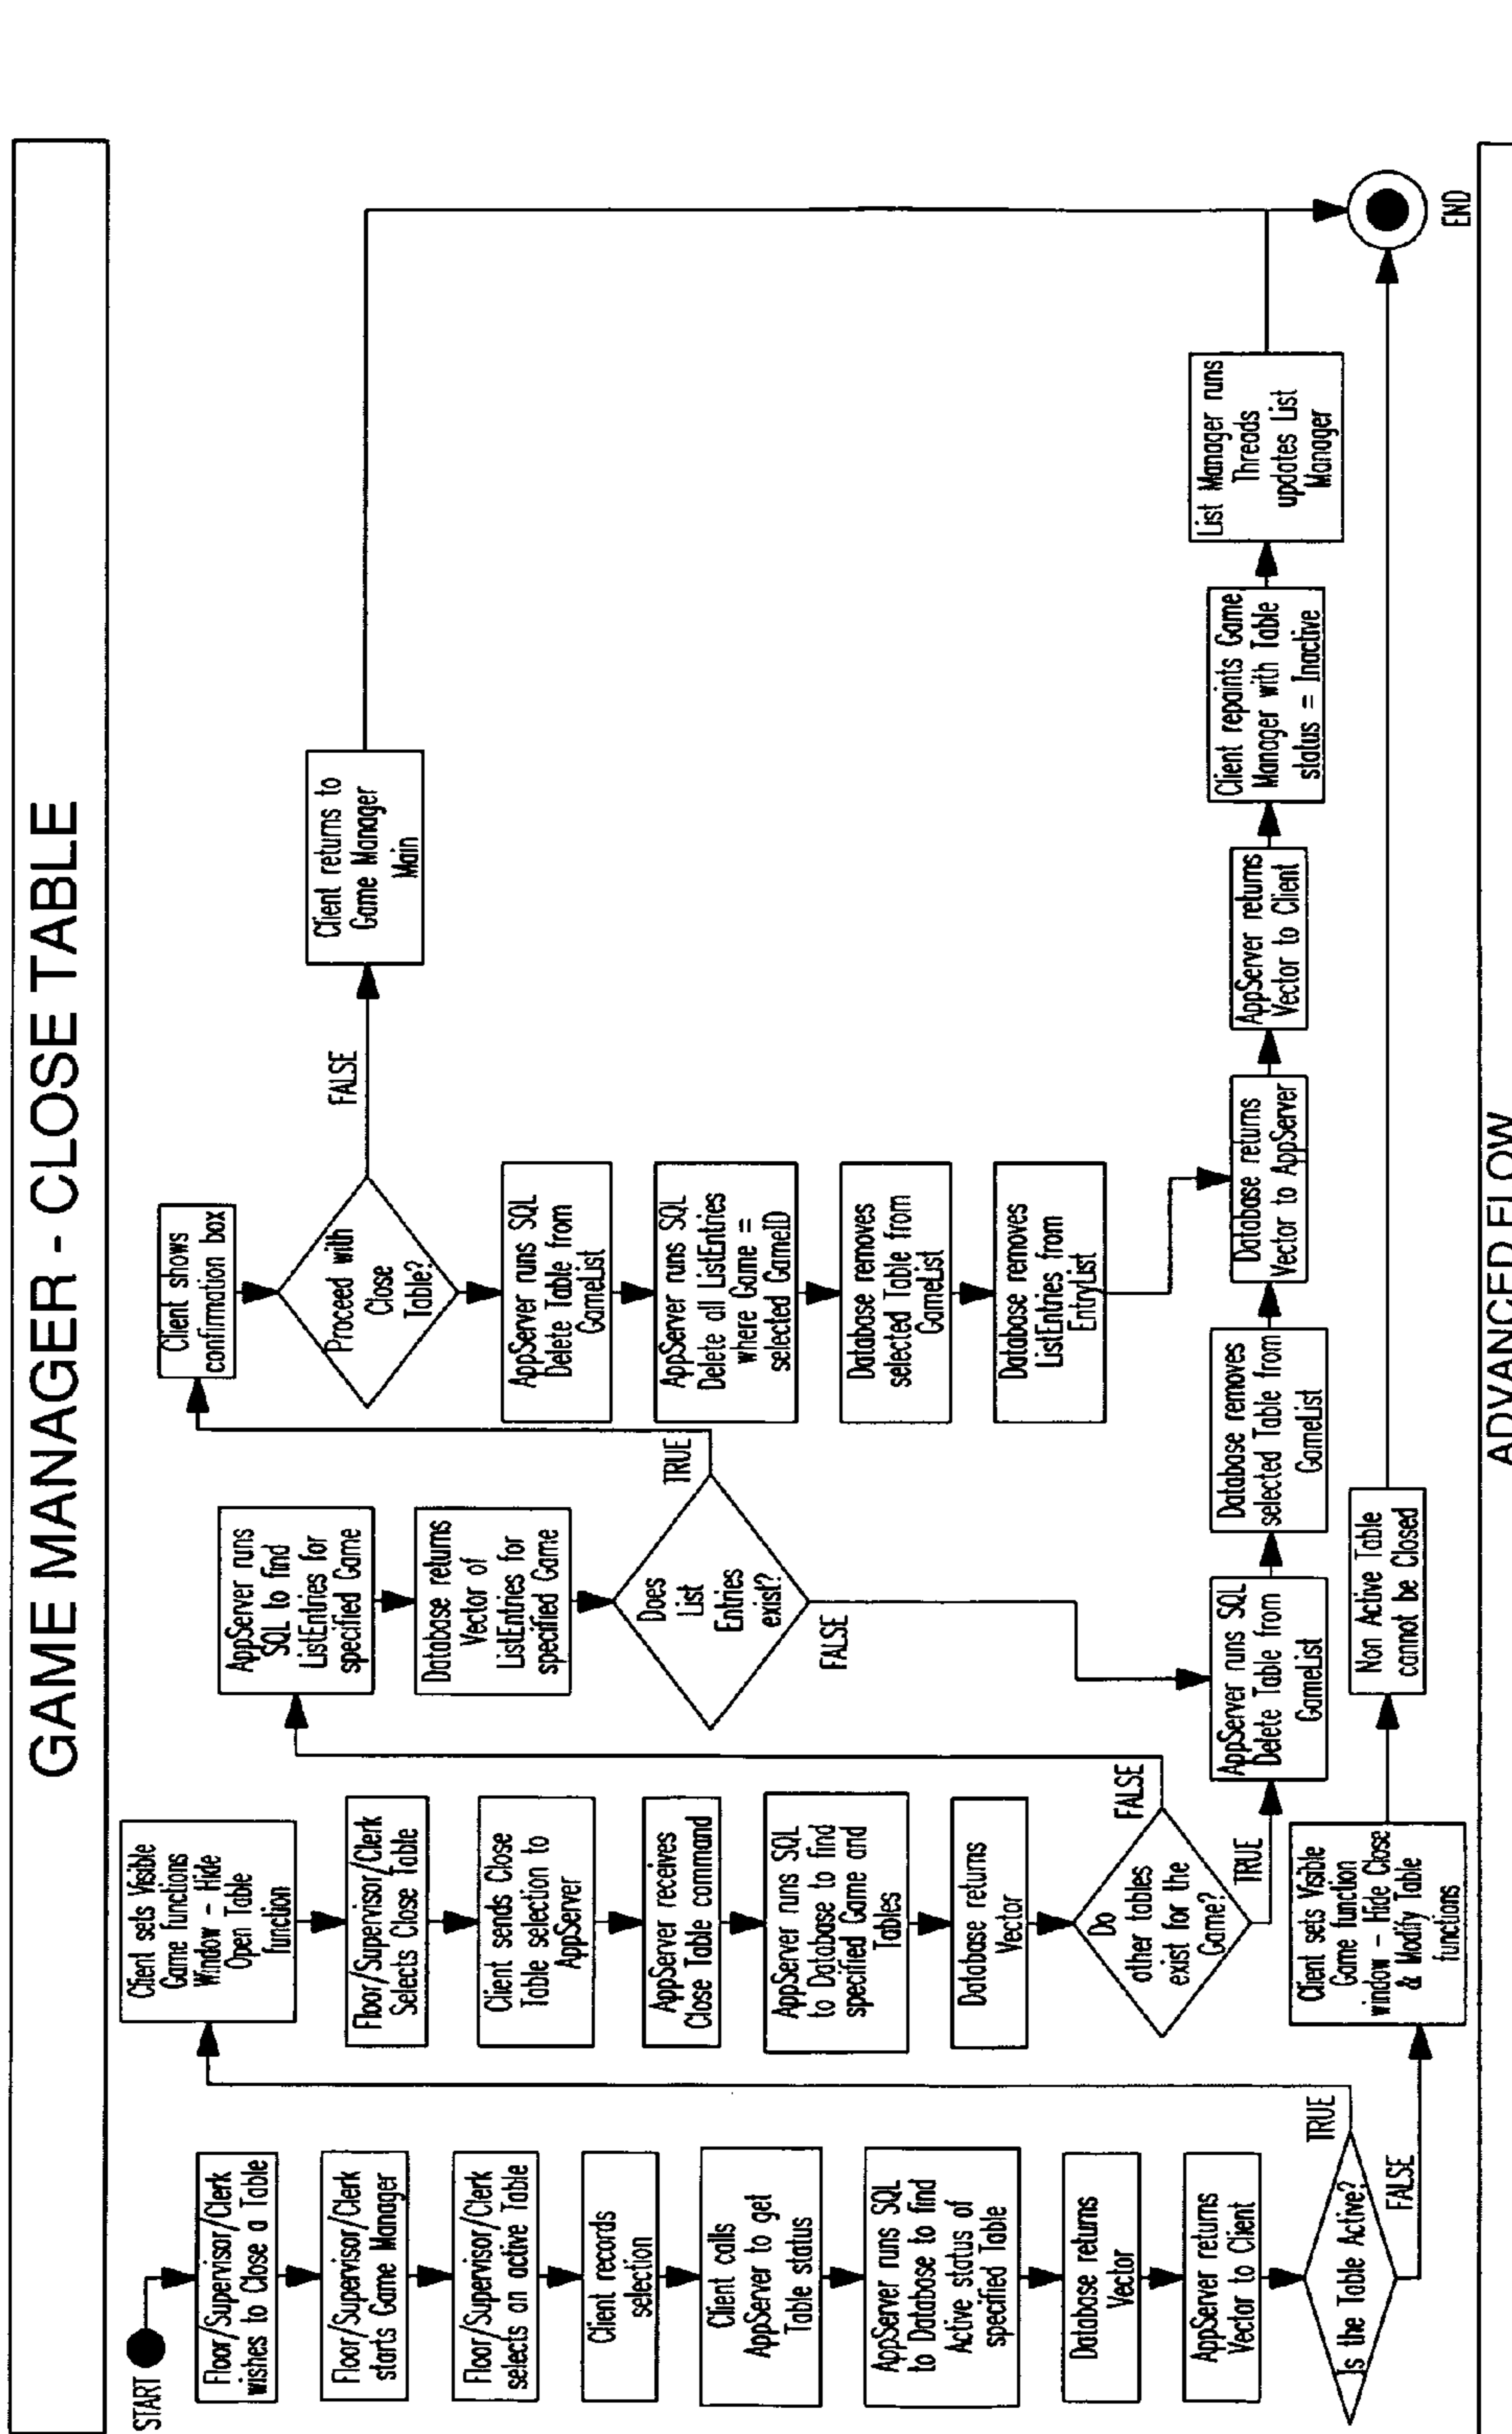 GAME MANAGER - CLOSE TABLE
START
Floor/Supervisor/Clerk
wishes to Close a Table
Floor/Supervisor/Clerk
starts Game Manager
Floor/Supervisor/Clerk
selects an active Table
Client records
selection
Client calls
AppServer to get
Table status
AppServer runs SQL
to Database to find
Active status of
specified Table
Database returns
Vector
AppServer returns
Vector to Client
Is the Table Active?
TRUE
FALSE
Client sets Visible
Game functions
Window - Hide
Open Table
function
Floor/Supervisor/Clerk
Selects Close Table
Client sends Close
Table selection to
AppServer
AppServer receives
Close Table command
AppServer runs SQL
to Database to find
specified Game and
Tables
Database returns
Vector
Do
other tables
exist for the
Game?
FALSE
TRUE
Client sets Visible
Game function
window - Hide Close
& Modify Table
functions
AppServer runs
SQL to find
ListEntries for
specified Game
Database returns
Vector of
ListEntries for
specified Game
Does
List
Entries
exist?
TRUE
FALSE
AppServer runs SQL
Delete Table from
GameList
Non Active Table
cannot be Closed
Client shows
confirmation box
Proceed with
Close
Table?
FALSE
AppServer runs SQL
Delete Table from
GameList
AppServer runs SQL
Delete all ListEntries
where Game =
selected GameID
Database removes
selected Table from
GameList
Database removes
ListEntries from
EntryList
Database removes
selected Table from
GameList
Database returns
Vector to AppServer
AppServer returns
Vector to Client
Client returns to
Game Manager
Main
Client repaints Game
Manager with Table
status = Inactive
List Manager runs
Threads
updates List
Manager
END
ADVANCED FLOW